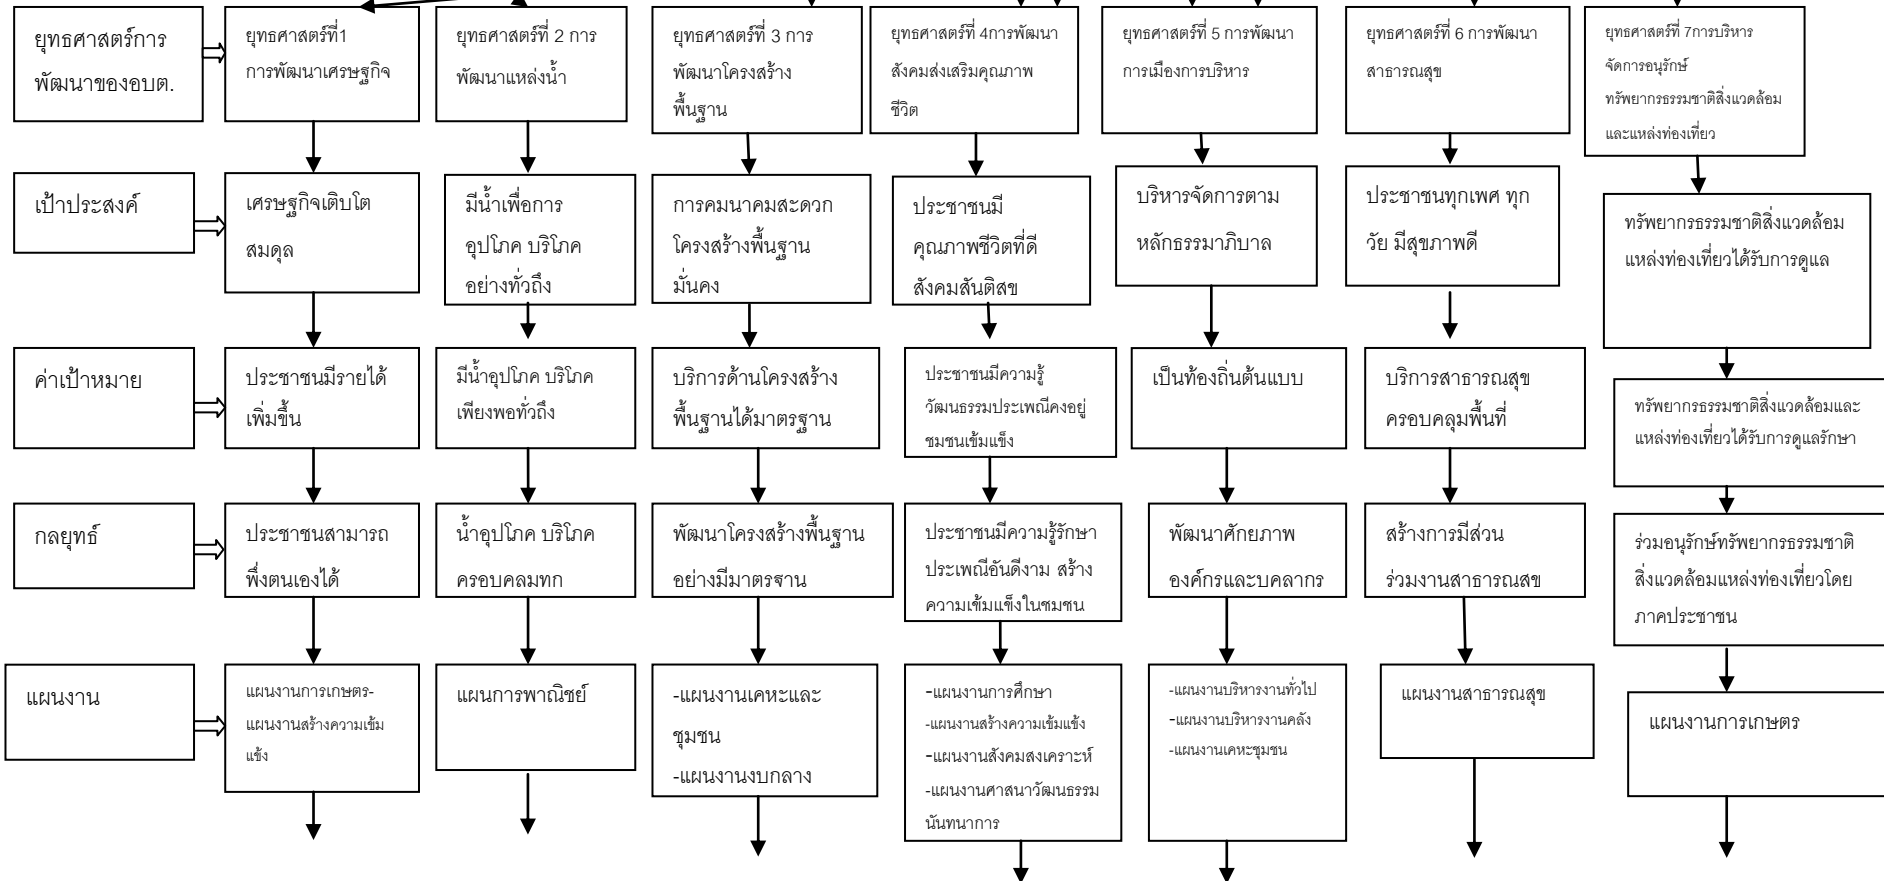 ยุทธศาสตร์การ
พัฒนาของอบต.
ยุทธศาสตร์ที่1
การพัฒนาเศรษฐกิจ
ยุทธศาสตร์ที่ 2 การ
พัฒนาแหล่งน้ำ
ยุทธศาสตร์ที่ 3 การ
พัฒนาโครงสร้าง
พื้นฐาน
ยุทธศาสตร์ที่ 4การพัฒนา
สังคมส่งเสริมคุณภาพ
ชีวิต
ยุทธศาสตร์ที่ 5 การพัฒนา
การเมืองการบริหาร
ยุทธศาสตร์ที่ 6 การพัฒนา
สาธารณสุข
ยุทธศาสตร์ที่ 7การบริหาร
จัดการอนุรักษ์
ทรัพยากรธรรมชาติสิ่งแวดล้อม
และแหล่งท่องเที่ยว
เป้าประสงค์
เศรษฐกิจเติบโต
สมดุล
มีน้ำเพื่อการ
อุปโภค บริโภค
อย่างทั่วถึง
การคมนาคมสะดวก
โครงสร้างพื้นฐาน
มั่นคง
ประชาชนมี
คุณภาพชีวิตที่ดี
สังคมสันติสุข
บริหารจัดการตาม
หลักธรรมาภิบาล
ประชาชนทุกเพศ ทุก
วัย มีสุขภาพดี
ทรัพยากรธรรมชาติสิ่งแวดล้อม
แหล่งท่องเที่ยวได้รับการดูแล
ค่าเป้าหมาย
ประชาชนมีรายได้
เพิ่มขึ้น
มีน้ำอุปโภค บริโภค
เพียงพอทั่วถึง
บริการด้านโครงสร้าง
พื้นฐานได้มาตรฐาน
ประชาชนมีความรู้
วัฒนธรรมประเพณีคงอยู่
ชุมชนเข้มแข็ง
เป็นท้องถิ่นต้นแบบ
บริการสาธารณสุข
ครอบคลุมพื้นที่
ทรัพยากรธรรมชาติสิ่งแวดล้อมและ
แหล่งท่องเที่ยวได้รับการดูแลรักษา
กลยุทธ์
ประชาชนสามารถ
พึ่งตนเองได้
น้ำอุปโภค บริโภค
ครอบคลุมทุก
พัฒนาโครงสร้างพื้นฐาน
อย่างมีมาตรฐาน
ประชาชนมีความรู้รักษา
ประเพณีอันดีงาม สร้าง
ความเข้มแข็งในชุมชน
พัฒนาศักยภาพ
องค์กรและบุคลากร
สร้างการมีส่วน
ร่วมงานสาธารณสุข
ร่วมอนุรักษ์ทรัพยากรธรรมชาติ
สิ่งแวดล้อมแหล่งท่องเที่ยวโดย
ภาคประชาชน
แผนงาน
แผนงานการเกษตร-
แผนงานสร้างความเข้ม
แข้ง
แผนการพาณิชย์
-แผนงานเคหะและ
ชุมชน
-แผนงานงบกลาง
-แผนงานการศึกษา
-แผนงานสร้างความเข้มแข้ง
-แผนงานสังคมสงเคราะห์
-แผนงานศาสนาวัฒนธรรม
นันทนาการ
-แผนงานบริหารงานทั่วไป
-แผนงานบริหารงานคลัง
-แผนงานเคหะชุมชน
แผนงานสาธารณสุข
แผนงานการเกษตร